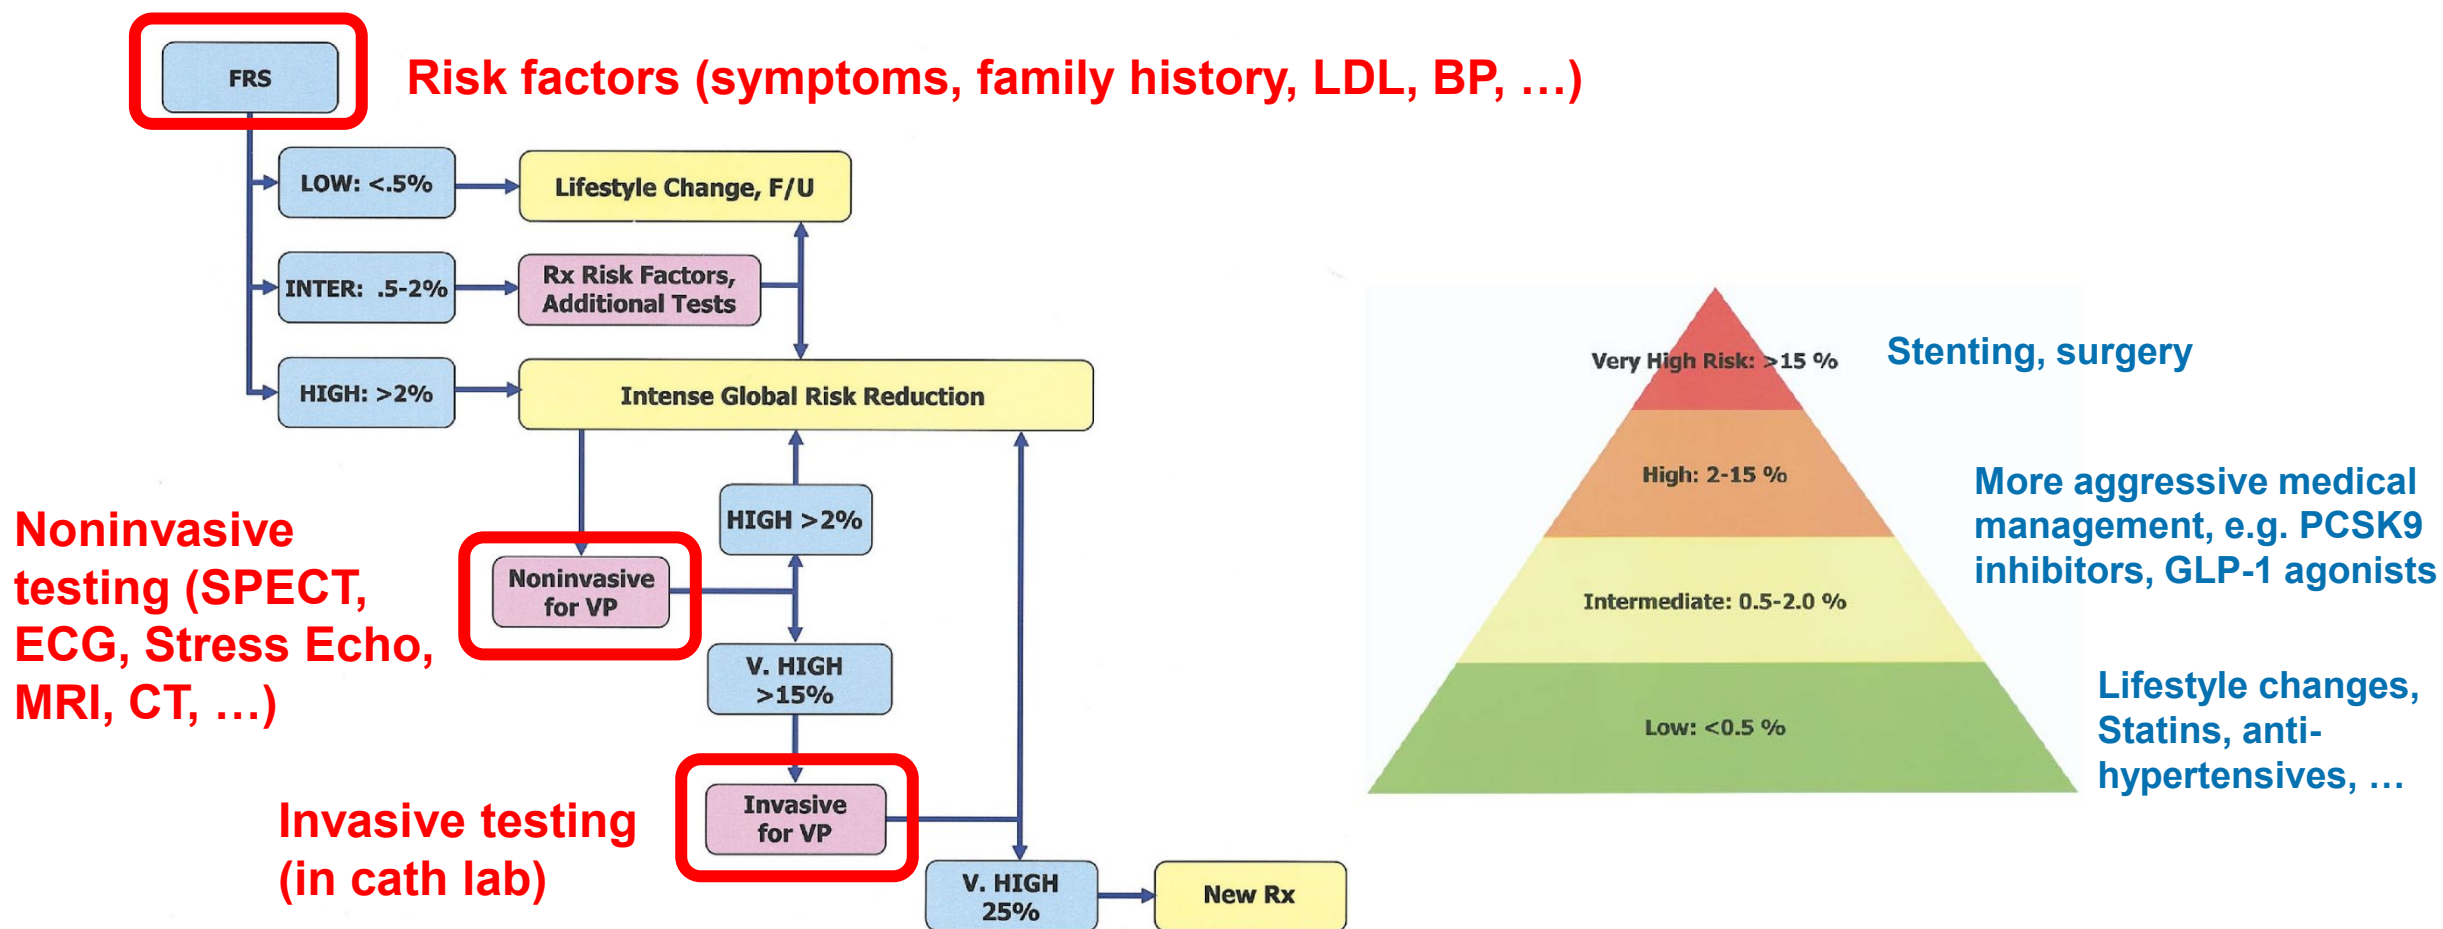 FRS
Risk factors (symptoms, family history, LDL, BP, …)
LOW: <.5%
Lifestyle Change, F/U
INTER: .5-2%
Rx Risk Factors,
Additional Tests
HIGH: >2%
Intense Global Risk Reduction
Noninvasive
testing (SPECT,
ECG, Stress Echo,
MRI, CT, …)
HIGH >2%
Noninvasive
for VP
V. HIGH
>15%
Invasive testing
(in cath lab)
Invasive
for VP
V. HIGH
25%
New Rx
Very High Risk: >15 %
Stenting, surgery
High: 2-15 %
More aggressive medical
management, e.g. PCSK9
inhibitors, GLP-1 agonists
Intermediate: 0.5-2.0 %
Low: <0.5 %
Lifestyle changes,
Statins, anti-
hypertensives, …